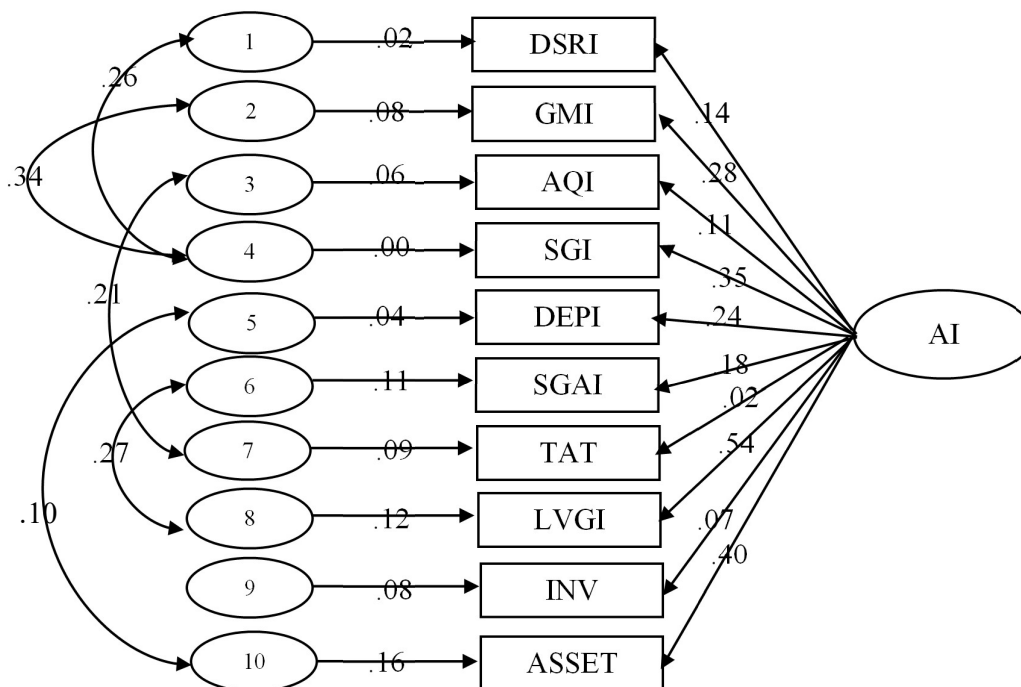 1 .02 DSRI
.26
2 .08 GMI .14
.34
3 .06 AQI .28
.11
4 .00 SGI
.35
.21
5 .04 DEPI .24
AI
6 .11 SGAI 18
.02
.27
7 .09 TAT .54
.10
8 .12 LVGI .07
.40
9 .08 INV
10 .16 ASSET